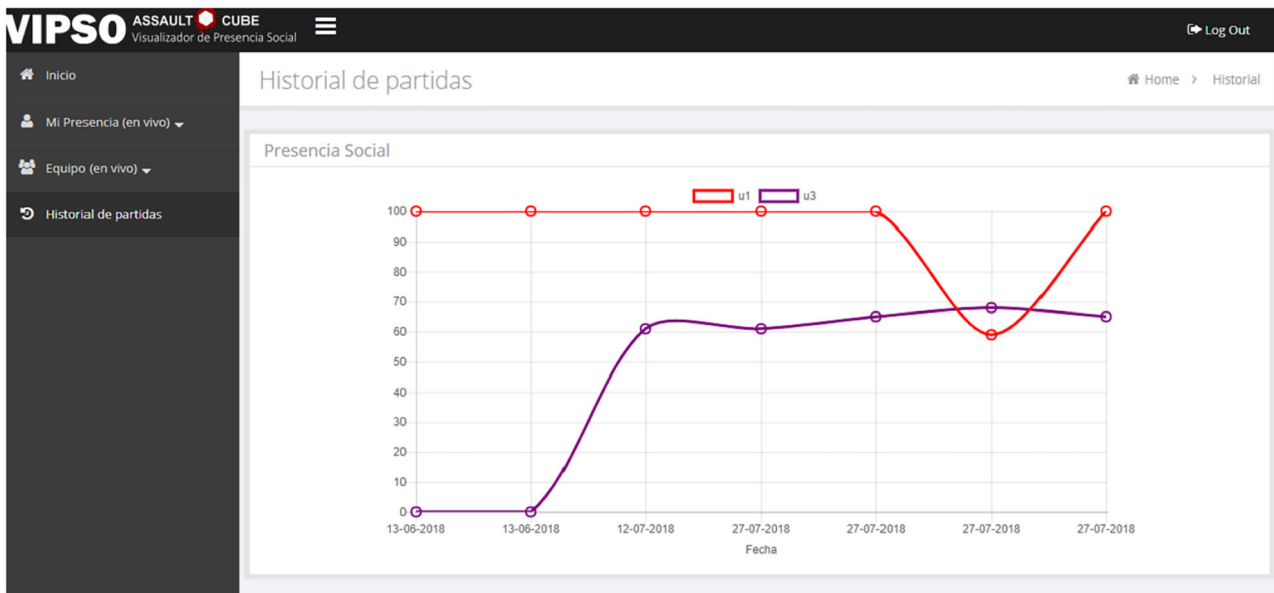 VIPSO ASSAULT CUBE
Visualizador de Presencia Social
Log Out
Inicio
Mi Presencia (en vivo)
Equipo (en vivo)
Historial de partidas
Historial de partidas
Home > Historial
Presencia Social
u1 u3
100
90
80
70
60
50
40
30
20
10
0
13-06-2018 13-06-2018 12-07-2018 27-07-2018 27-07-2018 27-07-2018 27-07-2018
Fecha